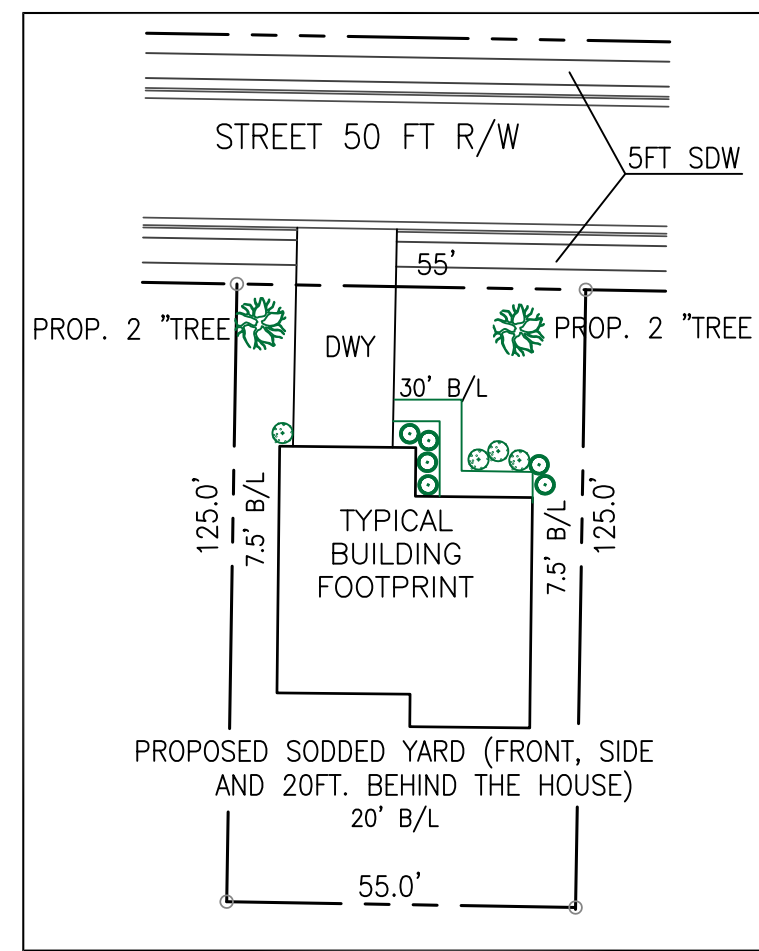 STREET 50 FT R/W
5FT SDW
55'
PROP. 2 "TREE
PROP. 2 "TREE
DWY
30' B/L
125.0'
7.5' B/L
TYPICAL
BUILDING
FOOTPRINT
7.5' B/L
125.0'
PROPOSED SODDED YARD (FRONT, SIDE
AND 20FT. BEHIND THE HOUSE)
20' B/L
55.0'